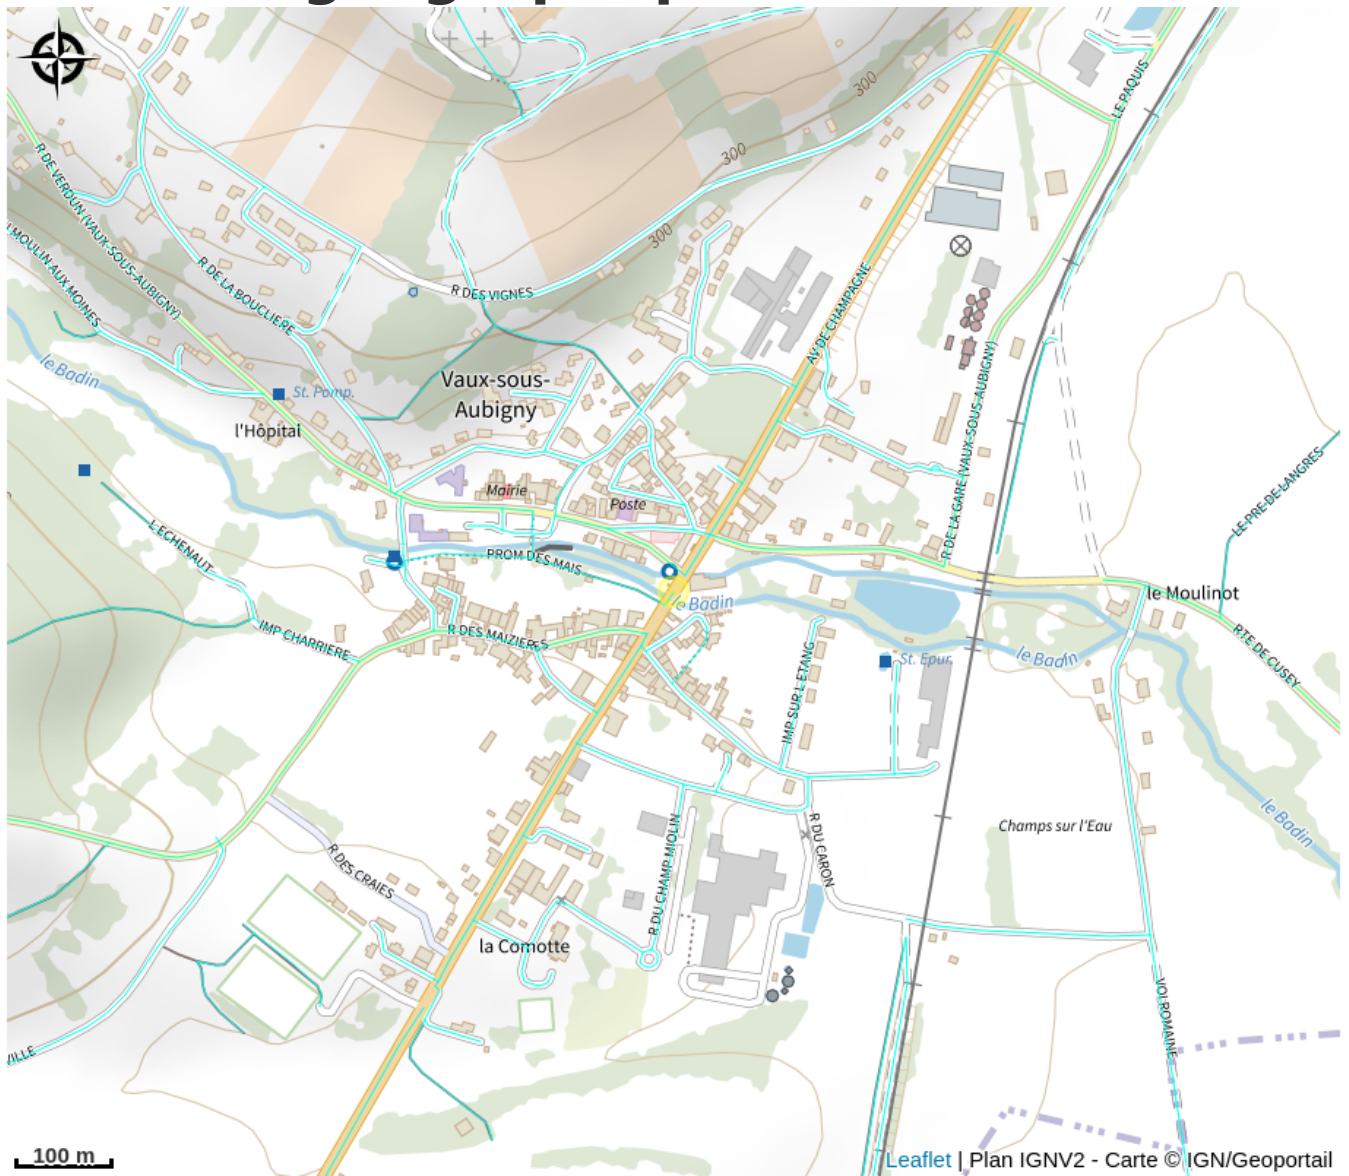 300
LE PAQUIS
R DE VERDUN (VAUX-SOUS-AUBIGNY)
300
300
MOULIN AUX MOINES
R DE LA BOUCLIERE
R DES VIGNES
AV DE CHAMPAGNE
le Badin
St. Pomp.
Vaux-sous-
Aubigny
l'Hôpital
R DE LA GARE (VAUX-SOUS-AUBIGNY)
LE PRE-DE-LANGRES
Mairie
Poste
L'ECHENAUT
PROM DES MAIS
le Badin
le Moulinot
IMP CHARRIERE
R DES MAIZIERES
RTE DE CUSEY
St. Epur.
le Badin
IMP SUR L'ETANG
le Badin
Champs sur l'Eau
R DES CRAIES
R DU CHAMP MIOLIN
R DU CARON
la Comotte
VOI ROMAINE
VILLE
100 m
Leaflet | Plan IGNV2 - Carte © IGN/Geoportail